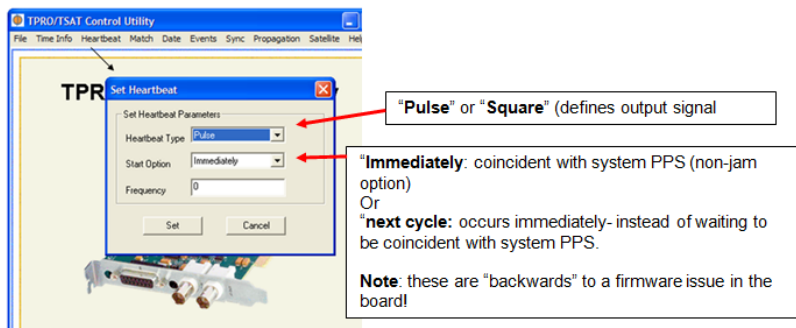 TPRO/TSAT Control Utility
File Time Info Heartbeat Match Date Events Sync Propagation Satellite Hel
TPR
Set Heartbeat
Set Heartbeat Parameters
Heartbeat Type Pulse
Start Option Immediately
Frequency 0
Set Cancel
"Pulse" or "Square" (defines output signal
"Immediately: coincident with system PPS (non-jam
option)
Or
"next cycle: occurs immediately- instead of waiting to
be coincident with system PPS.
Note: these are "backwards" to a firmware issue in the
board!